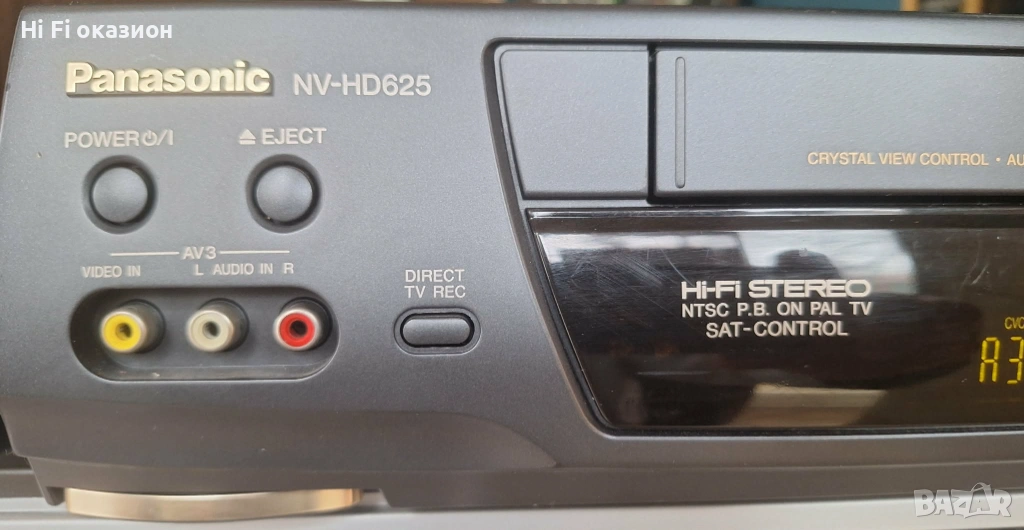 Hi Fi оказион
Panasonic NV-HD625
POWER⏻/I
⏏ EJECT
CRYSTAL VIEW CONTROL •
AV3
VIDEO IN L AUDIO IN R
DIRECT
TV REC
Hi-Fi STEREO
NTSC P.B. ON PAL TV
SAT-CONTROL
A3
BAZAR